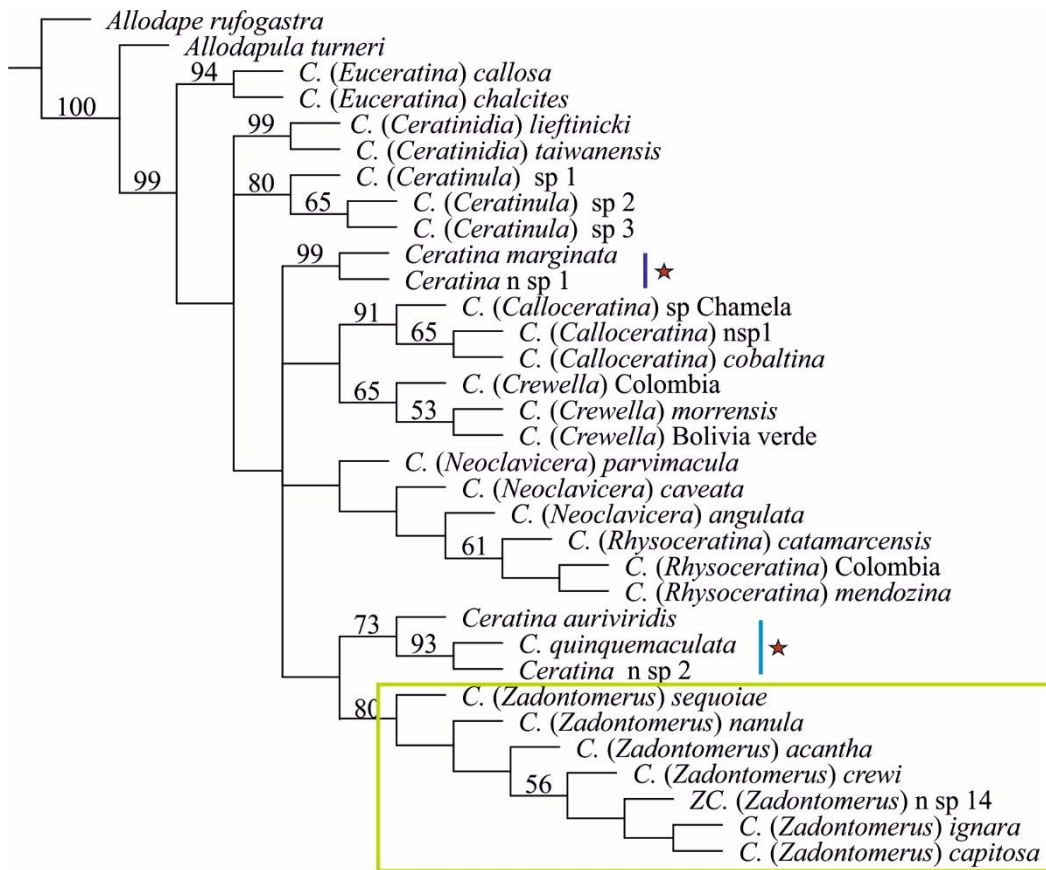 Allodape rufogastra
Allodapula turneri
94
C. (Euceratina) callosa
C. (Euceratina) chalcites
100
99
C. (Ceratinidia) lieftinicki
C. (Ceratinidia) taiwanensis
99
80
C. (Ceratinula) sp 1
65
C. (Ceratinula) sp 2
C. (Ceratinula) sp 3
99
Ceratina marginata
Ceratina n sp 1
91
C. (Calloceratina) sp Chamela
65
C. (Calloceratina) nsp1
C. (Calloceratina) cobaltina
65
C. (Crewella) Colombia
53
C. (Crewella) morrensis
C. (Crewella) Bolivia verde
C. (Neoclavicera) parvimacula
C. (Neoclavicera) caveata
C. (Neoclavicera) angulata
61
C. (Rhysoceratina) catamarcensis
C. (Rhysoceratina) Colombia
C. (Rhysoceratina) mendozina
73
Ceratina auriviridis
93
C. quinquemaculata
Ceratina n sp 2
80
C. (Zadontomerus) sequoiae
C. (Zadontomerus) nanula
C. (Zadontomerus) acantha
56
C. (Zadontomerus) crewi
ZC. (Zadontomerus) n sp 14
C. (Zadontomerus) ignara
C. (Zadontomerus) capitosa